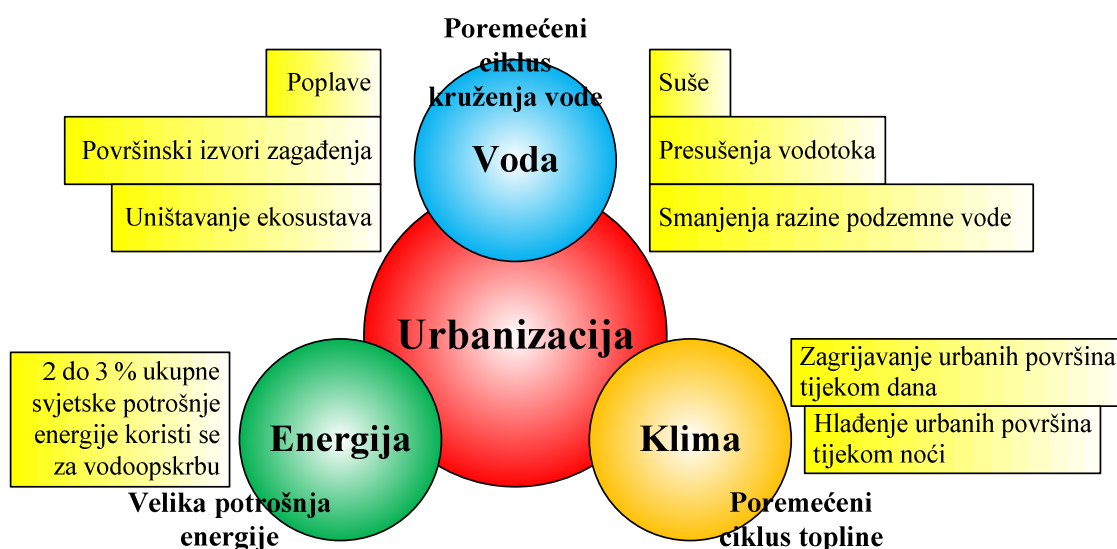 Poremećeni
ciklus
kruženja vode
Poplave
Površinski izvori zagađenja
Uništavanje ekosustava
Voda
Suše
Presušenja vodotoka
Smanjenja razine podzemne vode
Urbanizacija
2 do 3 % ukupne
svjetske potrošnje
energije koristi se
za vodoopskrbu
Energija
Velika potrošnja
energije
Klima
Zagrijavanje urbanih površina
tijekom dana
Hlađenje urbanih površina
tijekom noći
Poremećeni
ciklus topline